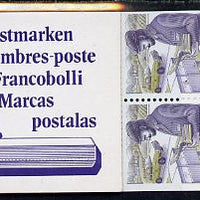 stmarken
mbres-poste
Francobolli
Marcas
postalas